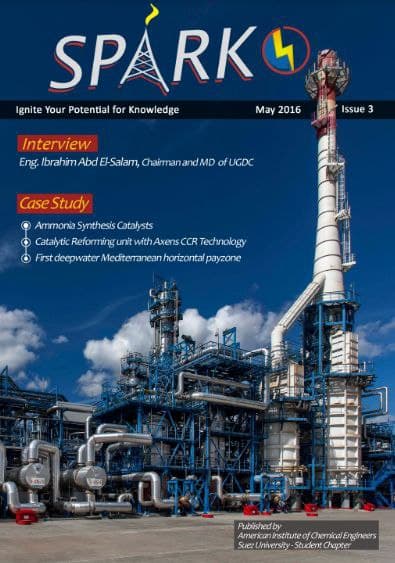 SPARK
Ignite Your Potential for Knowledge May 2016 Issue 3
Interview
Eng. Ibrahim Abd El-Salam, Chairman and MD of UGDC
Case Study
Ammonia Synthesis Catalysts
Catalytic Reforming unit with Axens CCR Technology
First deepwater Mediterranean horizontal payzone
Published by
American Institute of Chemical Engineers
Suez University - Student Chapter